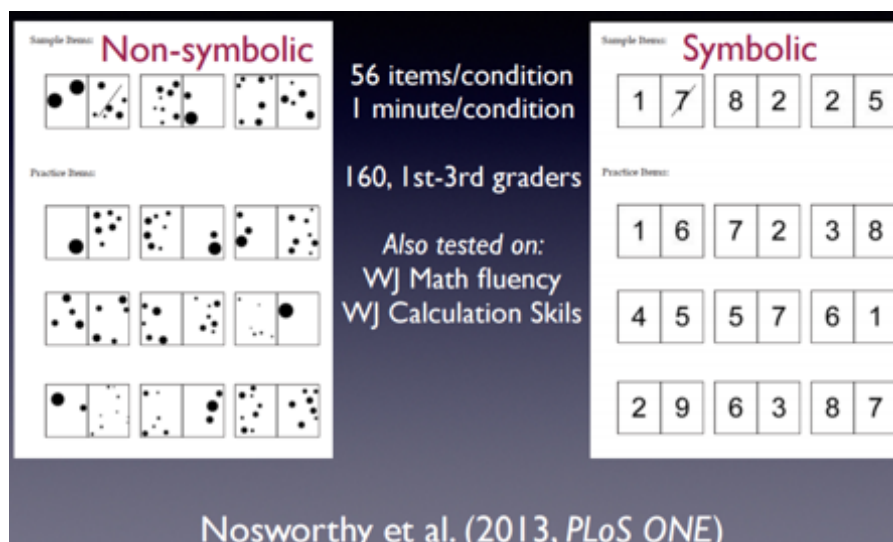 Sample Items:
Non-symbolic
Practice Items:
56 items/condition
1 minute/condition
160, 1st-3rd graders
Also tested on:
WJ Math fluency
WJ Calculation Skils
Sample Items:
Symbolic
1 7 8 2 2 5
Practice Items:
1 6 7 2 3 8
4 5 5 7 6 1
2 9 6 3 8 7
Nosworthy et al. (2013, PLoS ONE)